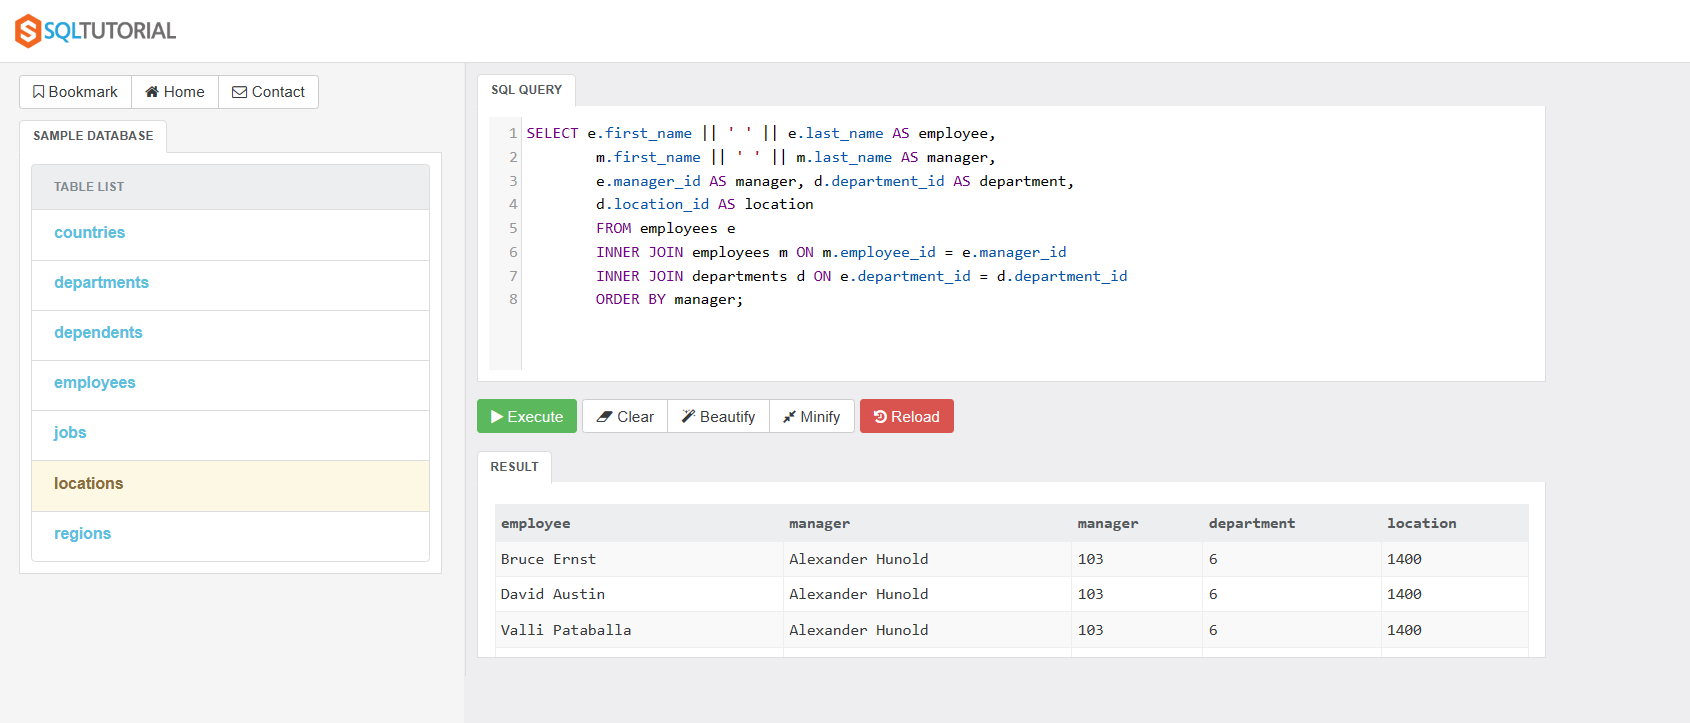 SQLTUTORIAL
Bookmark Home Contact
SAMPLE DATABASE
TABLE LIST
countries
departments
dependents
employees
jobs
locations
regions
SQL QUERY
1 SELECT e.first_name || ' ' || e.last_name AS employee,
2 m.first_name || ' ' || m.last_name AS manager,
3 e.manager_id AS manager, d.department_id AS department,
4 d.location_id AS location
5 FROM employees e
6 INNER JOIN employees m ON m.employee_id = e.manager_id
7 INNER JOIN departments d ON e.department_id = d.department_id
8 ORDER BY manager;
Execute Clear Beautify Minify Reload
RESULT
employee manager manager department location
Bruce Ernst Alexander Hunold 103 6 1400
David Austin Alexander Hunold 103 6 1400
Valli Pataballa Alexander Hunold 103 6 1400